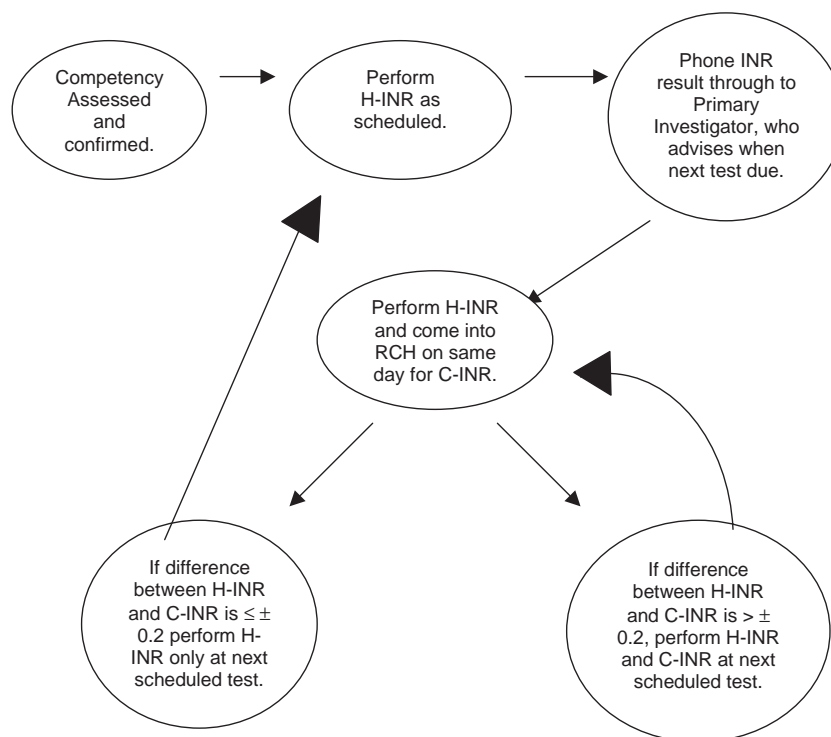 Competency
Assessed
and
confirmed.
Perform
H-INR as
scheduled.
Phone INR
result through to
Primary
Investigator, who
advises when
next test due.
Perform H-INR
and come into
RCH on same
day for C-INR.
If difference
between H-INR
and C-INR is ≤ ±
0.2 perform H-
INR only at next
scheduled test.
If difference
between H-INR
and C-INR is > ±
0.2, perform H-INR
and C-INR at next
scheduled test.